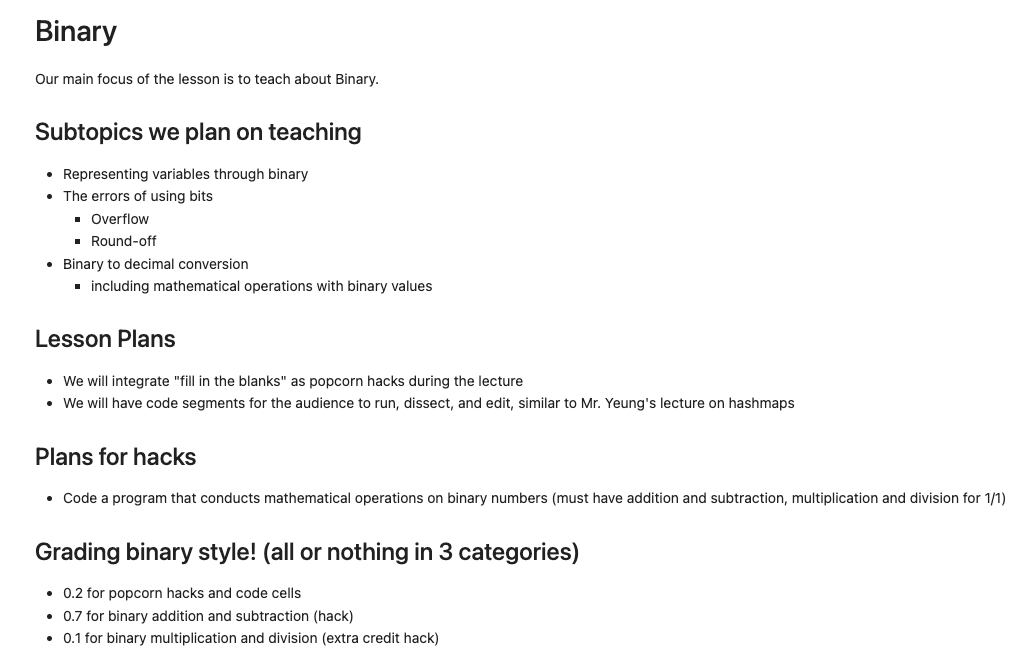 Binary
Our main focus of the lesson is to teach about Binary.
Subtopics we plan on teaching
Representing variables through binary
The errors of using bits
Overflow
Round-off
Binary to decimal conversion
including mathematical operations with binary values
Lesson Plans
We will integrate "fill in the blanks" as popcorn hacks during the lecture
We will have code segments for the audience to run, dissect, and edit, similar to Mr. Yeung's lecture on hashmaps
Plans for hacks
Code a program that conducts mathematical operations on binary numbers (must have addition and subtraction, multiplication and division for 1/1)
Grading binary style! (all or nothing in 3 categories)
0.2 for popcorn hacks and code cells
0.7 for binary addition and subtraction (hack)
0.1 for binary multiplication and division (extra credit hack)